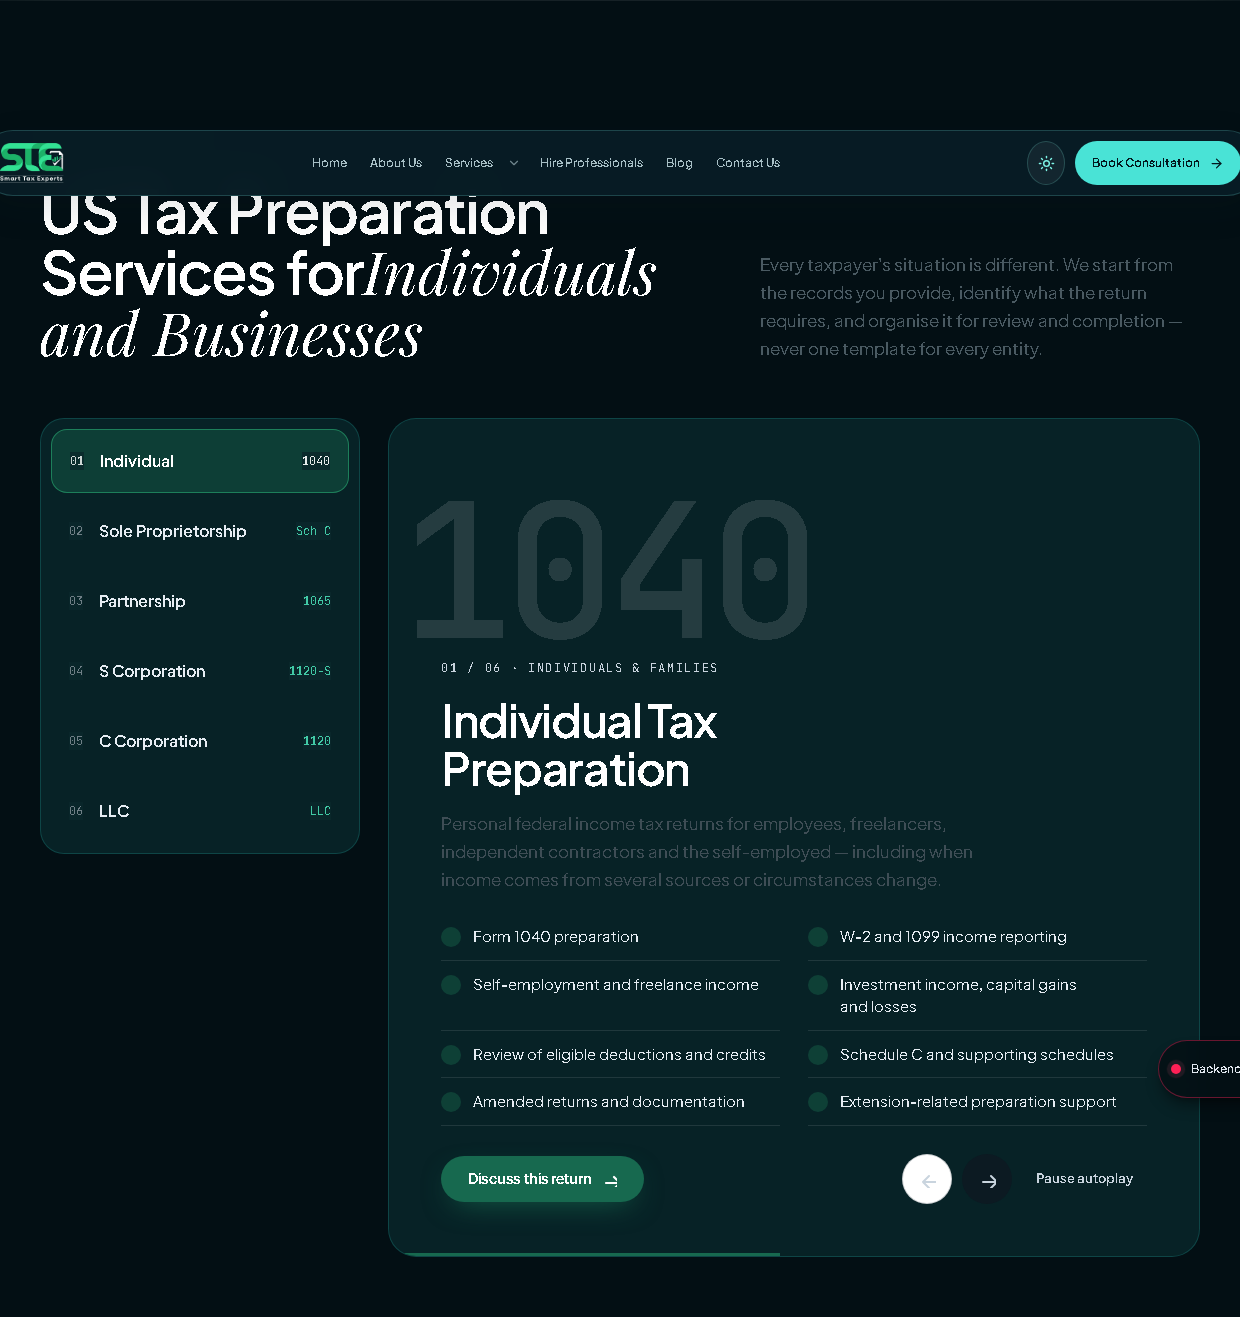 STE
Smart Tax Experts
Home
About Us
Services
Hire Professionals
Blog
Contact Us
Book Consultation
US Tax Preparation
Services forIndividuals
and Businesses
Every taxpayer's situation is different. We start from
the records you provide, identify what the return
requires, and organise it for review and completion —
never one template for every entity.
01 Individual 1040
02 Sole Proprietorship Sch C
03 Partnership 1065
04 S Corporation 1120-S
05 C Corporation 1120
06 LLC LLC
1040
01 / 06 · INDIVIDUALS & FAMILIES
Individual Tax
Preparation
Personal federal income tax returns for employees, freelancers,
independent contractors and the self-employed — including when
income comes from several sources or circumstances change.
Form 1040 preparation
W-2 and 1099 income reporting
Self-employment and freelance income
Investment income, capital gains
and losses
Review of eligible deductions and credits
Schedule C and supporting schedules
Amended returns and documentation
Extension-related preparation support
Backend
Discuss this return
Pause autoplay